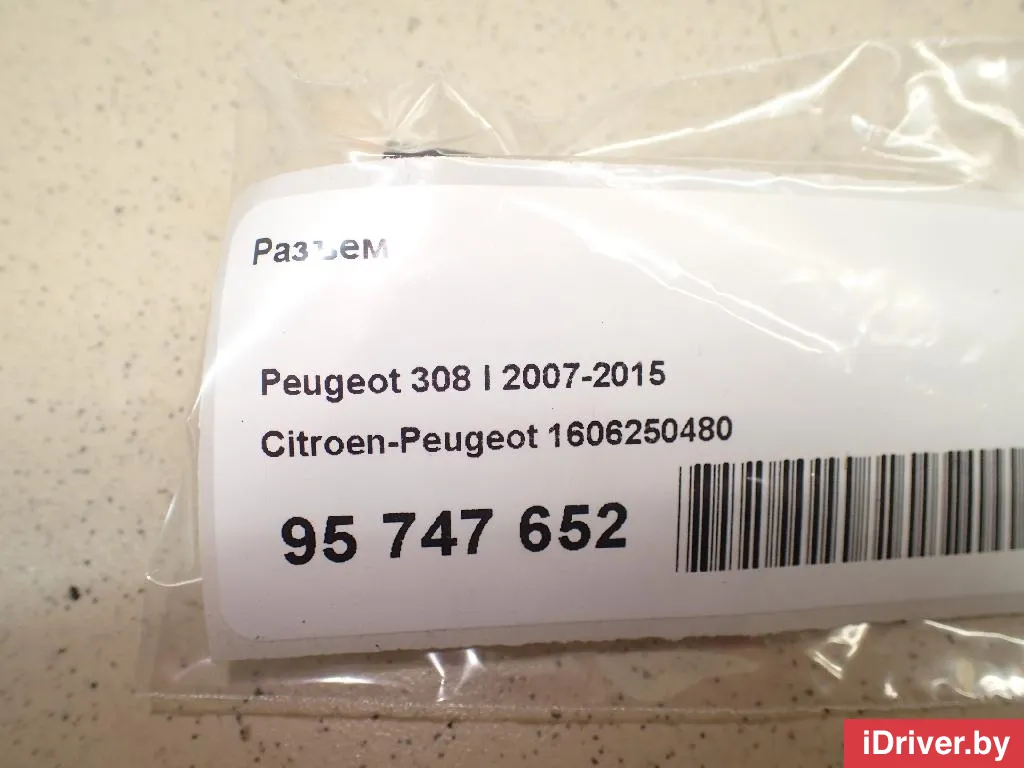 Разъем
Peugeot 308 I 2007-2015
Citroen-Peugeot 1606250480
95 747 652
iDriver.by